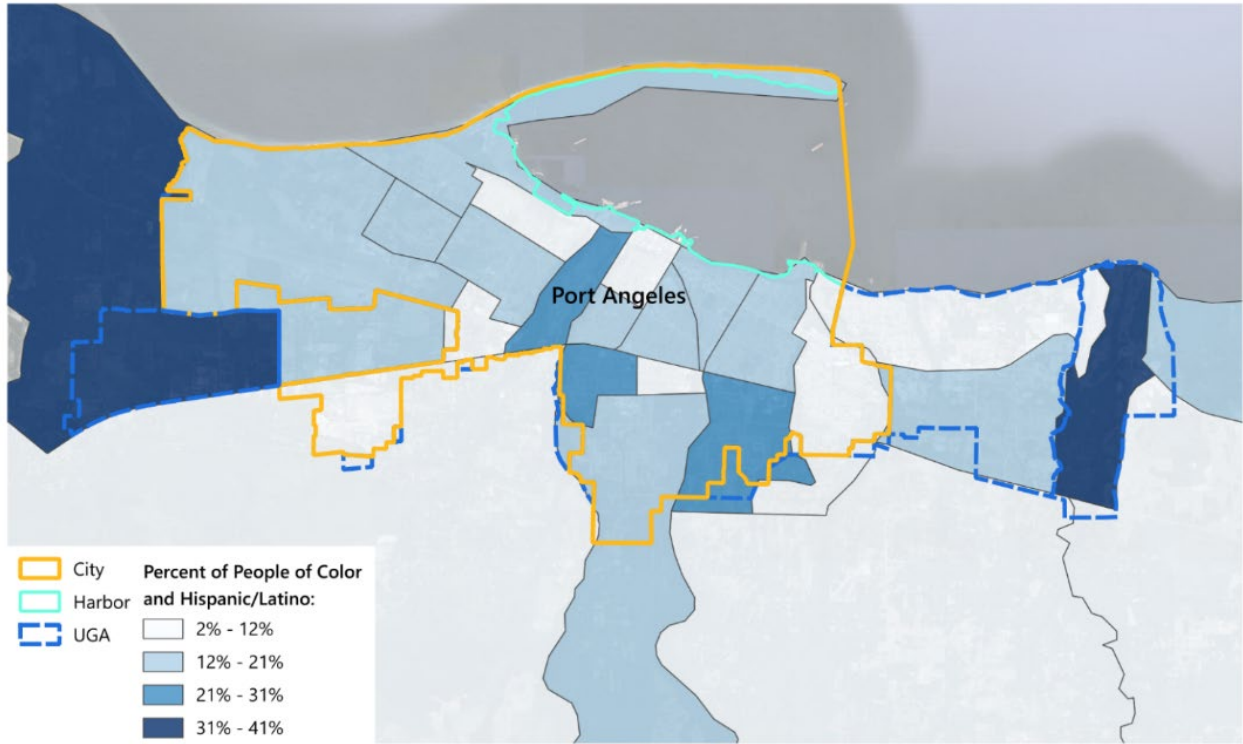 Port Angeles
City
Harbor
UGA
Percent of People of Color
and Hispanic/Latino:
2% - 12%
12% - 21%
21% - 31%
31% - 41%